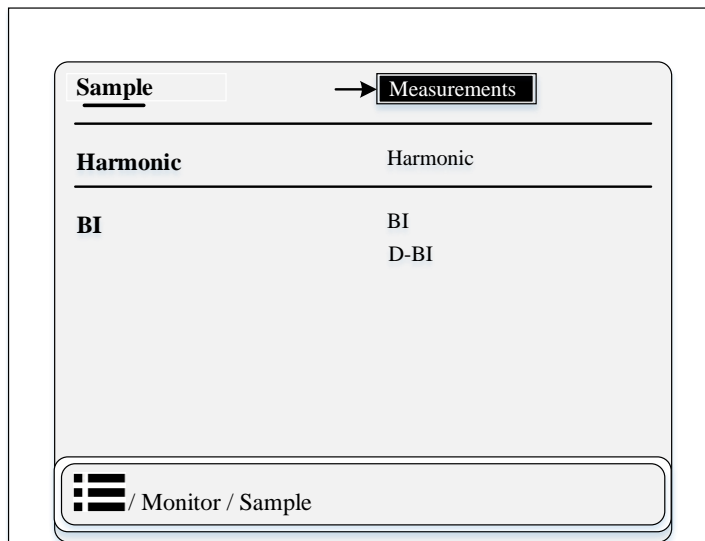 Sample Measurements
Harmonic Harmonic
BI BI
D-BI
/ Monitor / Sample